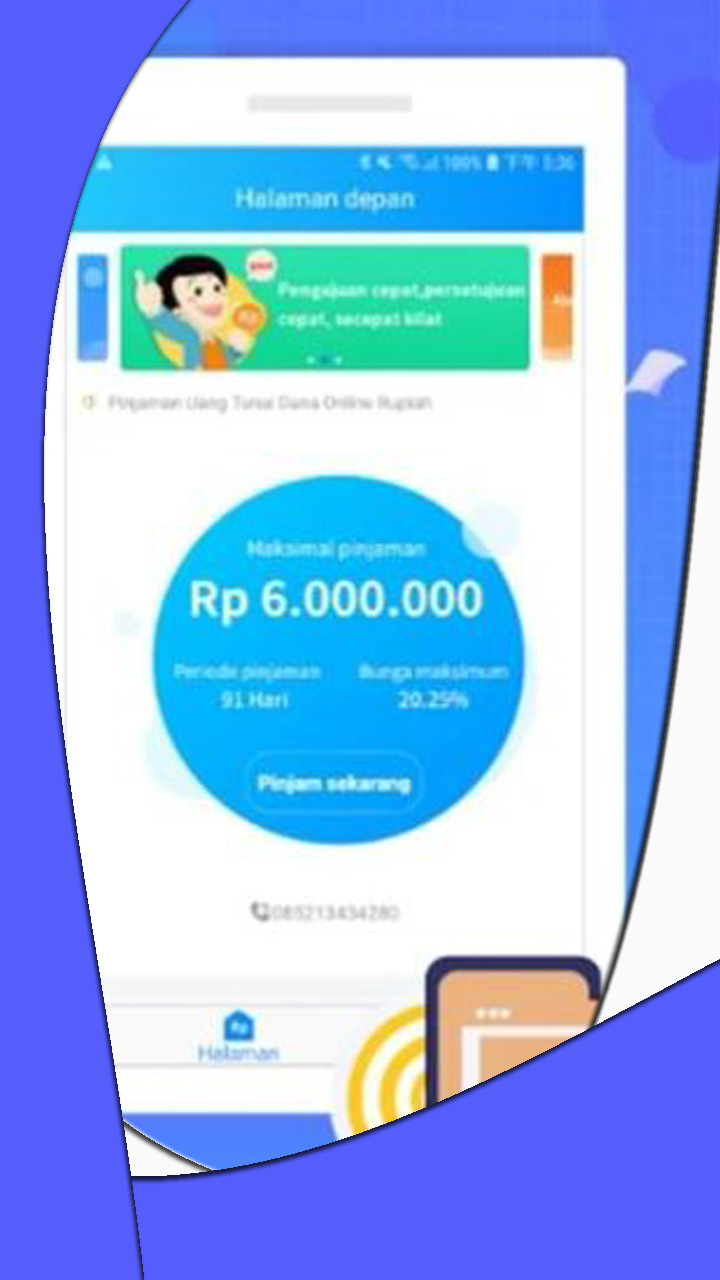 100% 5:36
Halaman depan
Pengajuan cepat,persetujuan
cepat, secepat kilat
Pinjaman Uang Tunai Dana Online Rupiah
Maksimal pinjaman
Rp 6.000.000
Periode pinjaman Bunga maksimum
91 Hari 20.25%
Pinjam sekarang
085213434280
Rp
Halaman